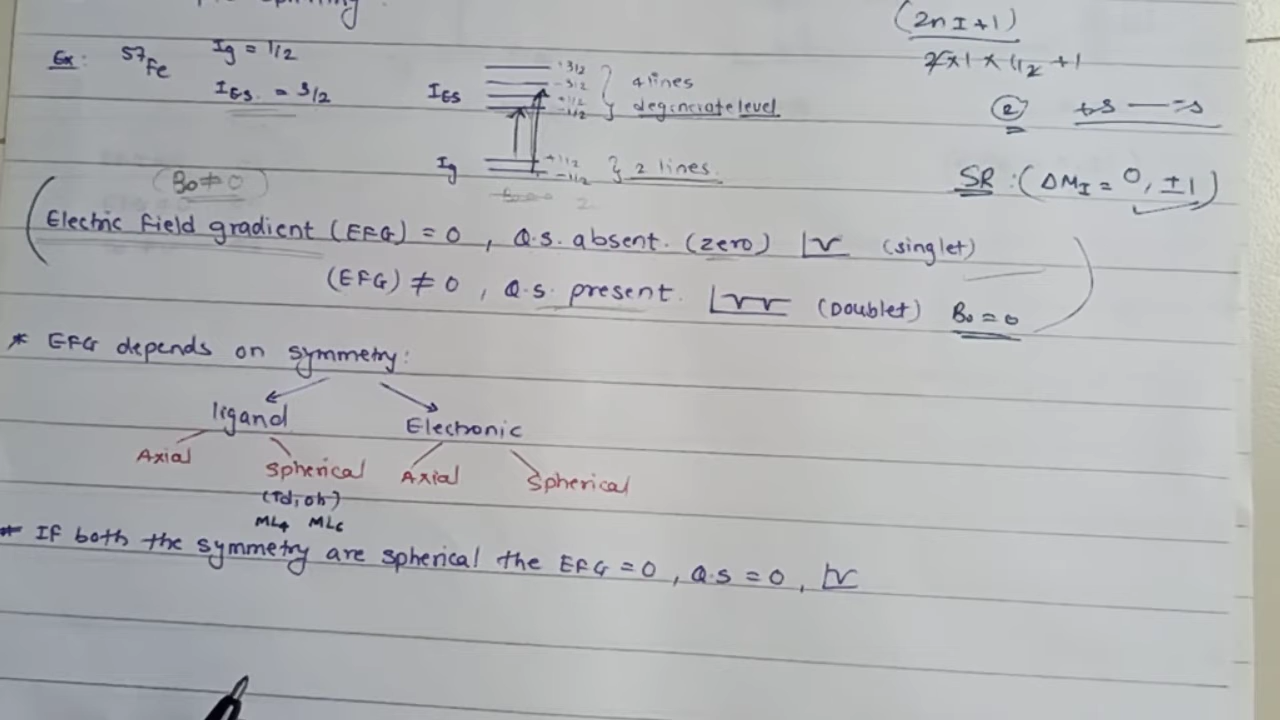 (2nI+1)
Ex: 57Fe Ig = 1/2
2x1x 1/2 +1
IES = 3/2
IES +3/2 -3/2 +1/2 -1/2 } 4 lines
degenerate level
2 ±s — =s
Ig +1/2 -1/2 } 2 lines.
SR : (ΔMI = 0, ±1)
(B0 ≠ 0)
(Electric field gradient (EFG) = 0, Q.S. absent. (zero) (singlet)
(EFG) ≠ 0, Q.S. present. (Doublet) B0 = 0
* EFG depends on symmetry:
ligand Electronic
Axial Spherical Axial Spherical
(Td, Oh)
ML4 ML6
* If both the symmetry are spherical the EFG = 0, Q.S = 0,